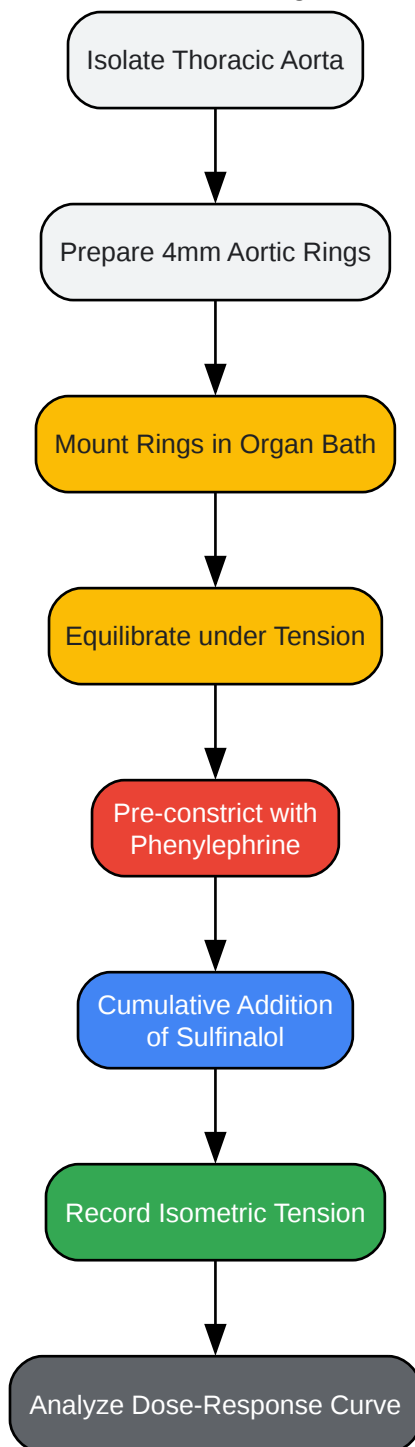 Isolate Thoracic Aorta
Prepare 4mm Aortic Rings
Mount Rings in Organ Bath
Equilibrate under Tension
Pre-constrict with
Phenylephrine
Cumulative Addition
of Sulfinalol
Record Isometric Tension
Analyze Dose-Response Curve